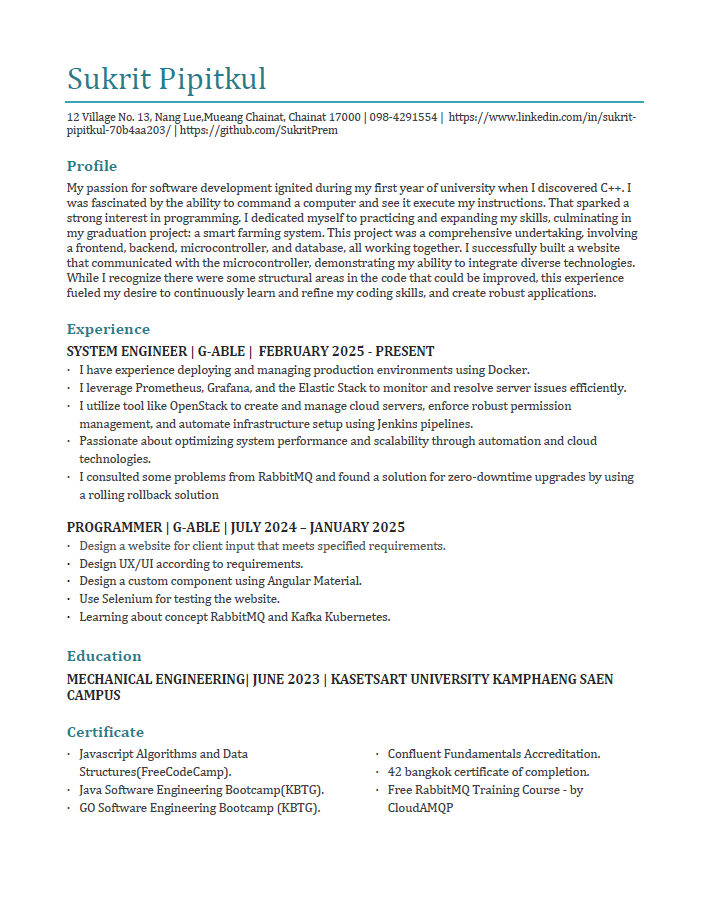 Sukrit Pipitkul
12 Village No. 13, Nang Lue,Mueang Chainat, Chainat 17000 | 098-4291554 | https://www.linkedin.com/in/sukrit-
pipitkul-70b4aa203/ | https://github.com/SukritPrem
Profile
My passion for software development ignited during my first year of university when I discovered C++. I
was fascinated by the ability to command a computer and see it execute my instructions. That sparked a
strong interest in programming. I dedicated myself to practicing and expanding my skills, culminating in
my graduation project: a smart farming system. This project was a comprehensive undertaking, involving
a frontend, backend, microcontroller, and database, all working together. I successfully built a website
that communicated with the microcontroller, demonstrating my ability to integrate diverse technologies.
While I recognize there were some structural areas in the code that could be improved, this experience
fueled my desire to continuously learn and refine my coding skills, and create robust applications.
Experience
SYSTEM ENGINEER | G-ABLE | FEBRUARY 2025 - PRESENT
· I have experience deploying and managing production environments using Docker.
· I leverage Prometheus, Grafana, and the Elastic Stack to monitor and resolve server issues efficiently.
· I utilize tool like OpenStack to create and manage cloud servers, enforce robust permission
management, and automate infrastructure setup using Jenkins pipelines.
· Passionate about optimizing system performance and scalability through automation and cloud
technologies.
· I consulted some problems from RabbitMQ and found a solution for zero-downtime upgrades by using
a rolling rollback solution
PROGRAMMER | G-ABLE | JULY 2024 – JANUARY 2025
· Design a website for client input that meets specified requirements.
· Design UX/UI according to requirements.
· Design a custom component using Angular Material.
· Use Selenium for testing the website.
· Learning about concept RabbitMQ and Kafka Kubernetes.
Education
MECHANICAL ENGINEERING| JUNE 2023 | KASETSART UNIVERSITY KAMPHAENG SAEN
CAMPUS
Certificate
· Javascript Algorithms and Data
Structures(FreeCodeCamp).
· Java Software Engineering Bootcamp(KBTG).
· GO Software Engineering Bootcamp (KBTG).
· Confluent Fundamentals Accreditation.
· 42 bangkok certificate of completion.
· Free RabbitMQ Training Course - by
CloudAMQP